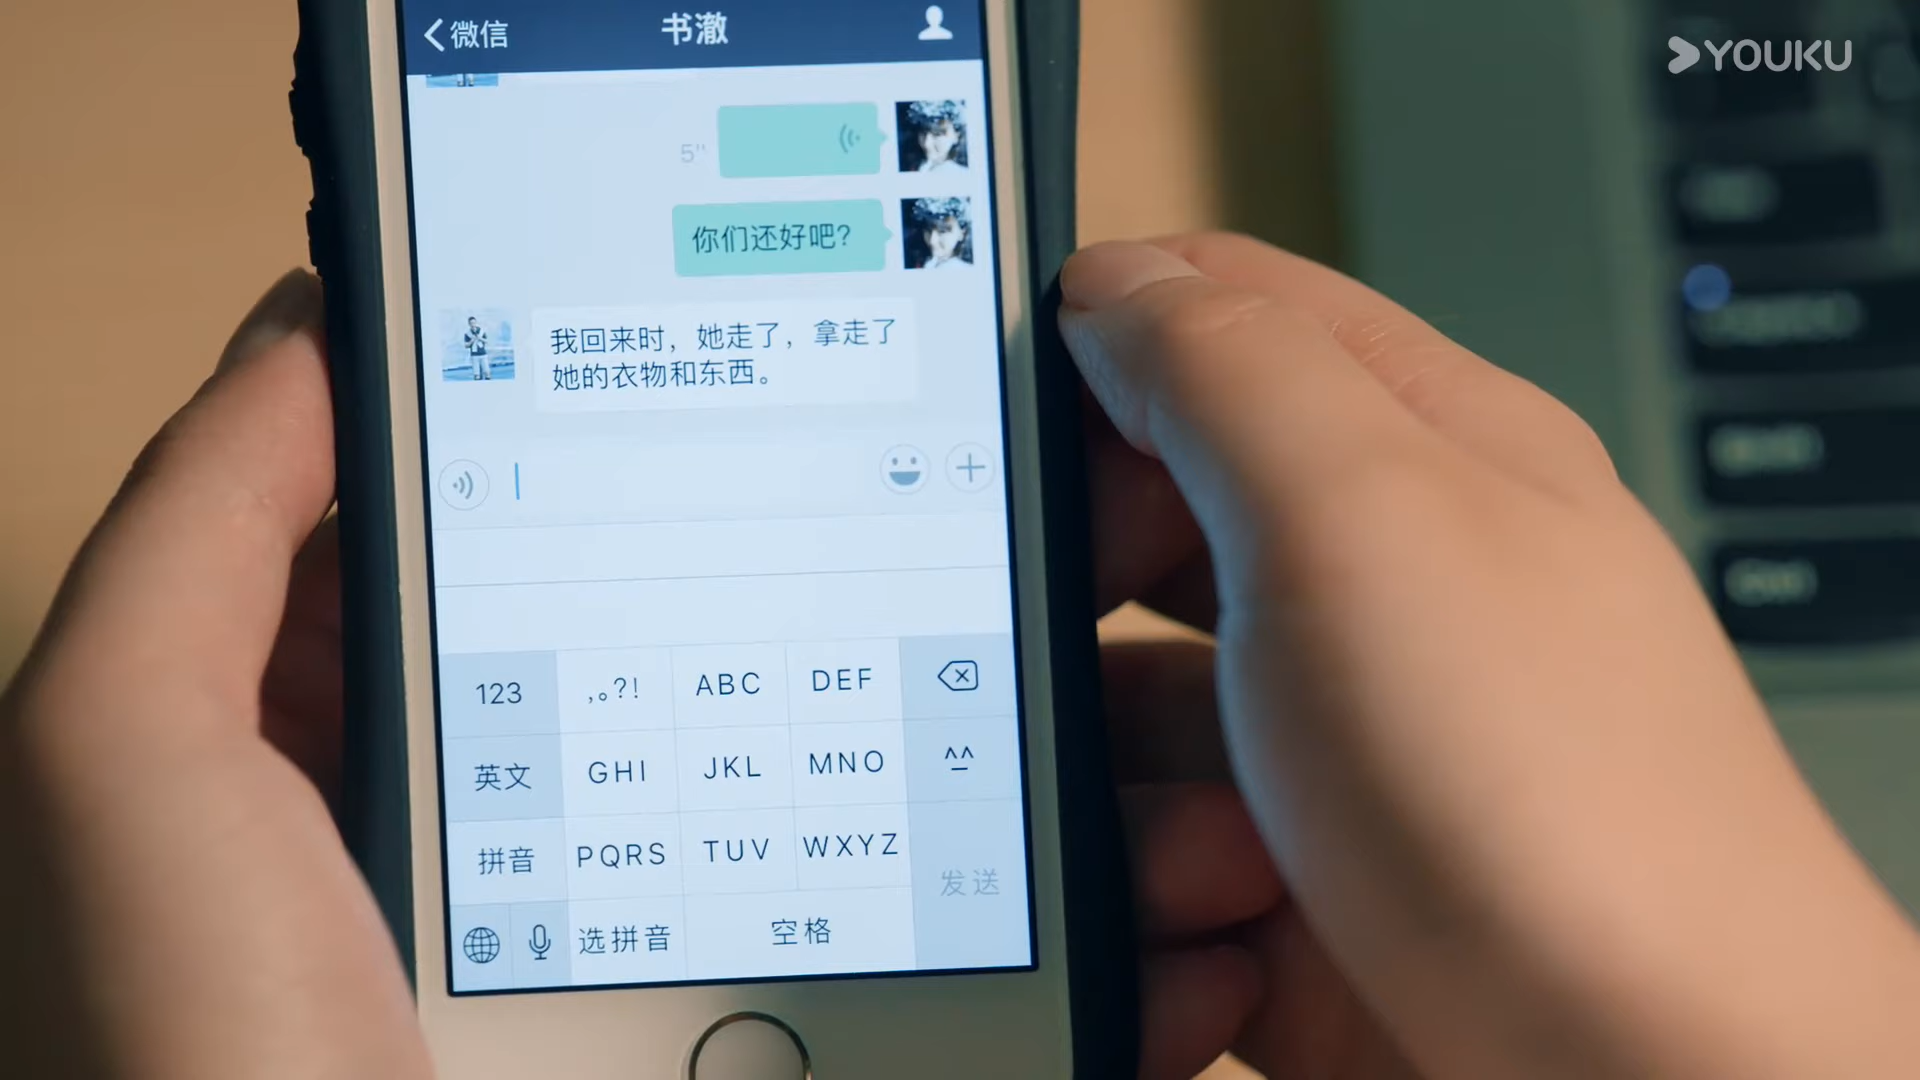 YOUKU
微信
书澈
5"
你们还好吧?
我回来时，她走了，拿走了
她的衣物和东西。
123
,。?!
ABC
DEF
英文
GHI
JKL
MNO
^^
拼音
PQRS
TUV
WXYZ
发送
选拼音
空格